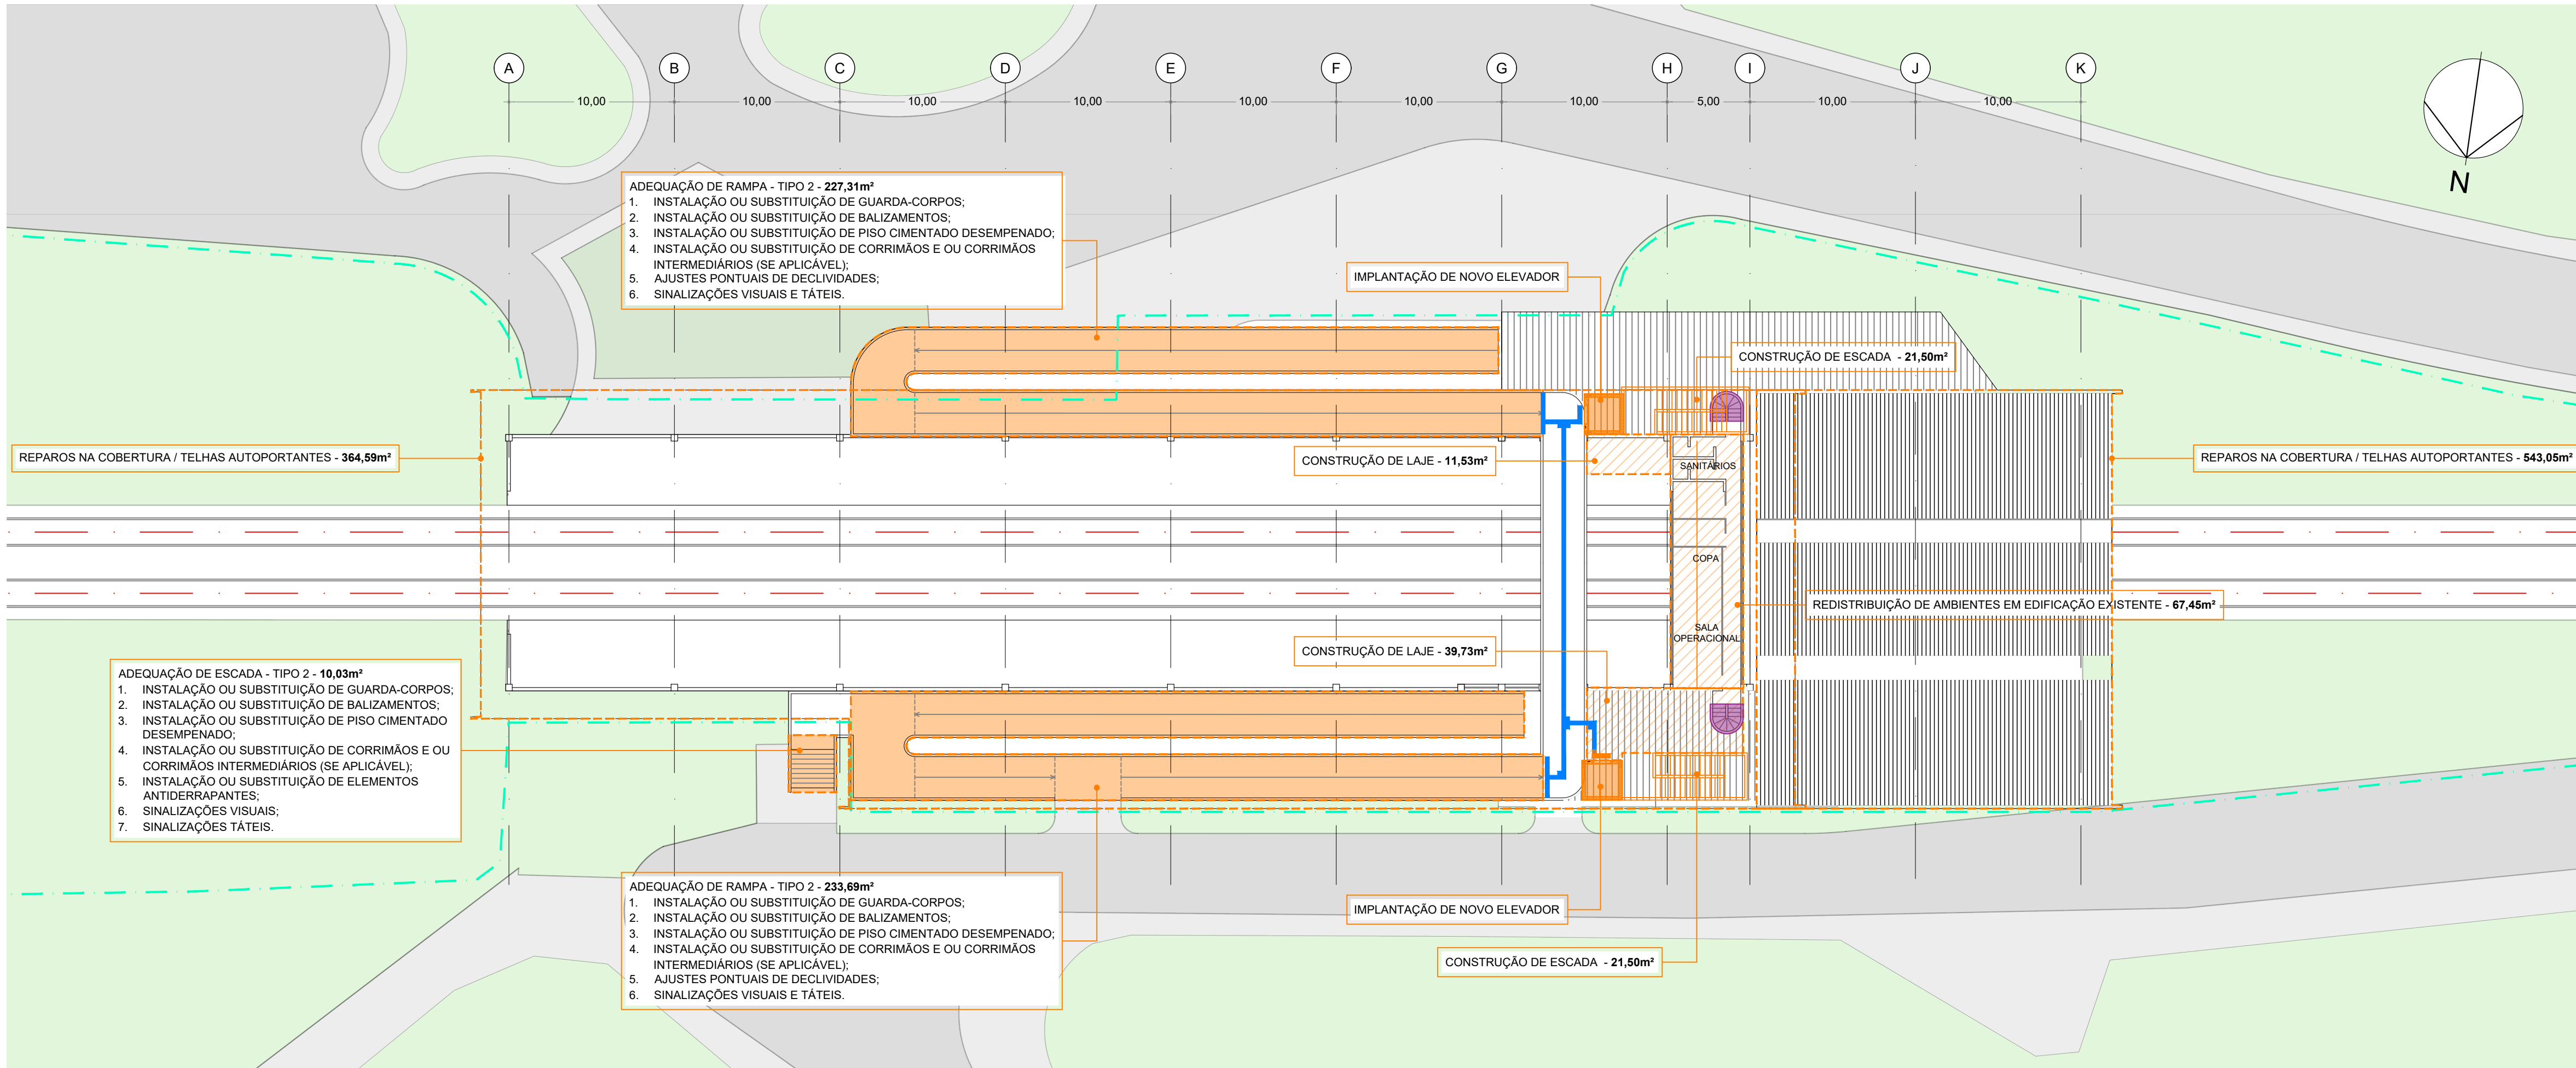 A B C D E F G H I J K
10,00 10,00 10,00 10,00 10,00 10,00 10,00 5,00 10,00 10,00
N
ADEQUAÇÃO DE RAMPA - TIPO 2 - 227,31m²
1. INSTALAÇÃO OU SUBSTITUIÇÃO DE GUARDA-CORPOS;
2. INSTALAÇÃO OU SUBSTITUIÇÃO DE BALIZAMENTOS;
3. INSTALAÇÃO OU SUBSTITUIÇÃO DE PISO CIMENTADO DESEMPENADO;
4. INSTALAÇÃO OU SUBSTITUIÇÃO DE CORRIMÃOS E OU CORRIMÃOS
INTERMEDIÁRIOS (SE APLICÁVEL);
5. AJUSTES PONTUAIS DE DECLIVIDADES;
6. SINALIZAÇÕES VISUAIS E TÁTEIS.
IMPLANTAÇÃO DE NOVO ELEVADOR
CONSTRUÇÃO DE ESCADA - 21,50m²
REPAROS NA COBERTURA / TELHAS AUTOPORTANTES - 364,59m²
CONSTRUÇÃO DE LAJE - 11,53m²
SANITÁRIOS
REPAROS NA COBERTURA / TELHAS AUTOPORTANTES - 543,05m²
COPA
REDISTRIBUIÇÃO DE AMBIENTES EM EDIFICAÇÃO EXISTENTE - 67,45m²
SALA
OPERACIONAL
CONSTRUÇÃO DE LAJE - 39,73m²
ADEQUAÇÃO DE ESCADA - TIPO 2 - 10,03m²
1. INSTALAÇÃO OU SUBSTITUIÇÃO DE GUARDA-CORPOS;
2. INSTALAÇÃO OU SUBSTITUIÇÃO DE BALIZAMENTOS;
3. INSTALAÇÃO OU SUBSTITUIÇÃO DE PISO CIMENTADO
DESEMPENADO;
4. INSTALAÇÃO OU SUBSTITUIÇÃO DE CORRIMÃOS E OU
CORRIMÃOS INTERMEDIÁRIOS (SE APLICÁVEL);
5. INSTALAÇÃO OU SUBSTITUIÇÃO DE ELEMENTOS
ANTIDERRAPANTES;
6. SINALIZAÇÕES VISUAIS;
7. SINALIZAÇÕES TÁTEIS.
ADEQUAÇÃO DE RAMPA - TIPO 2 - 233,69m²
1. INSTALAÇÃO OU SUBSTITUIÇÃO DE GUARDA-CORPOS;
2. INSTALAÇÃO OU SUBSTITUIÇÃO DE BALIZAMENTOS;
3. INSTALAÇÃO OU SUBSTITUIÇÃO DE PISO CIMENTADO DESEMPENADO;
4. INSTALAÇÃO OU SUBSTITUIÇÃO DE CORRIMÃOS E OU CORRIMÃOS
INTERMEDIÁRIOS (SE APLICÁVEL);
5. AJUSTES PONTUAIS DE DECLIVIDADES;
6. SINALIZAÇÕES VISUAIS E TÁTEIS.
IMPLANTAÇÃO DE NOVO ELEVADOR
CONSTRUÇÃO DE ESCADA - 21,50m²